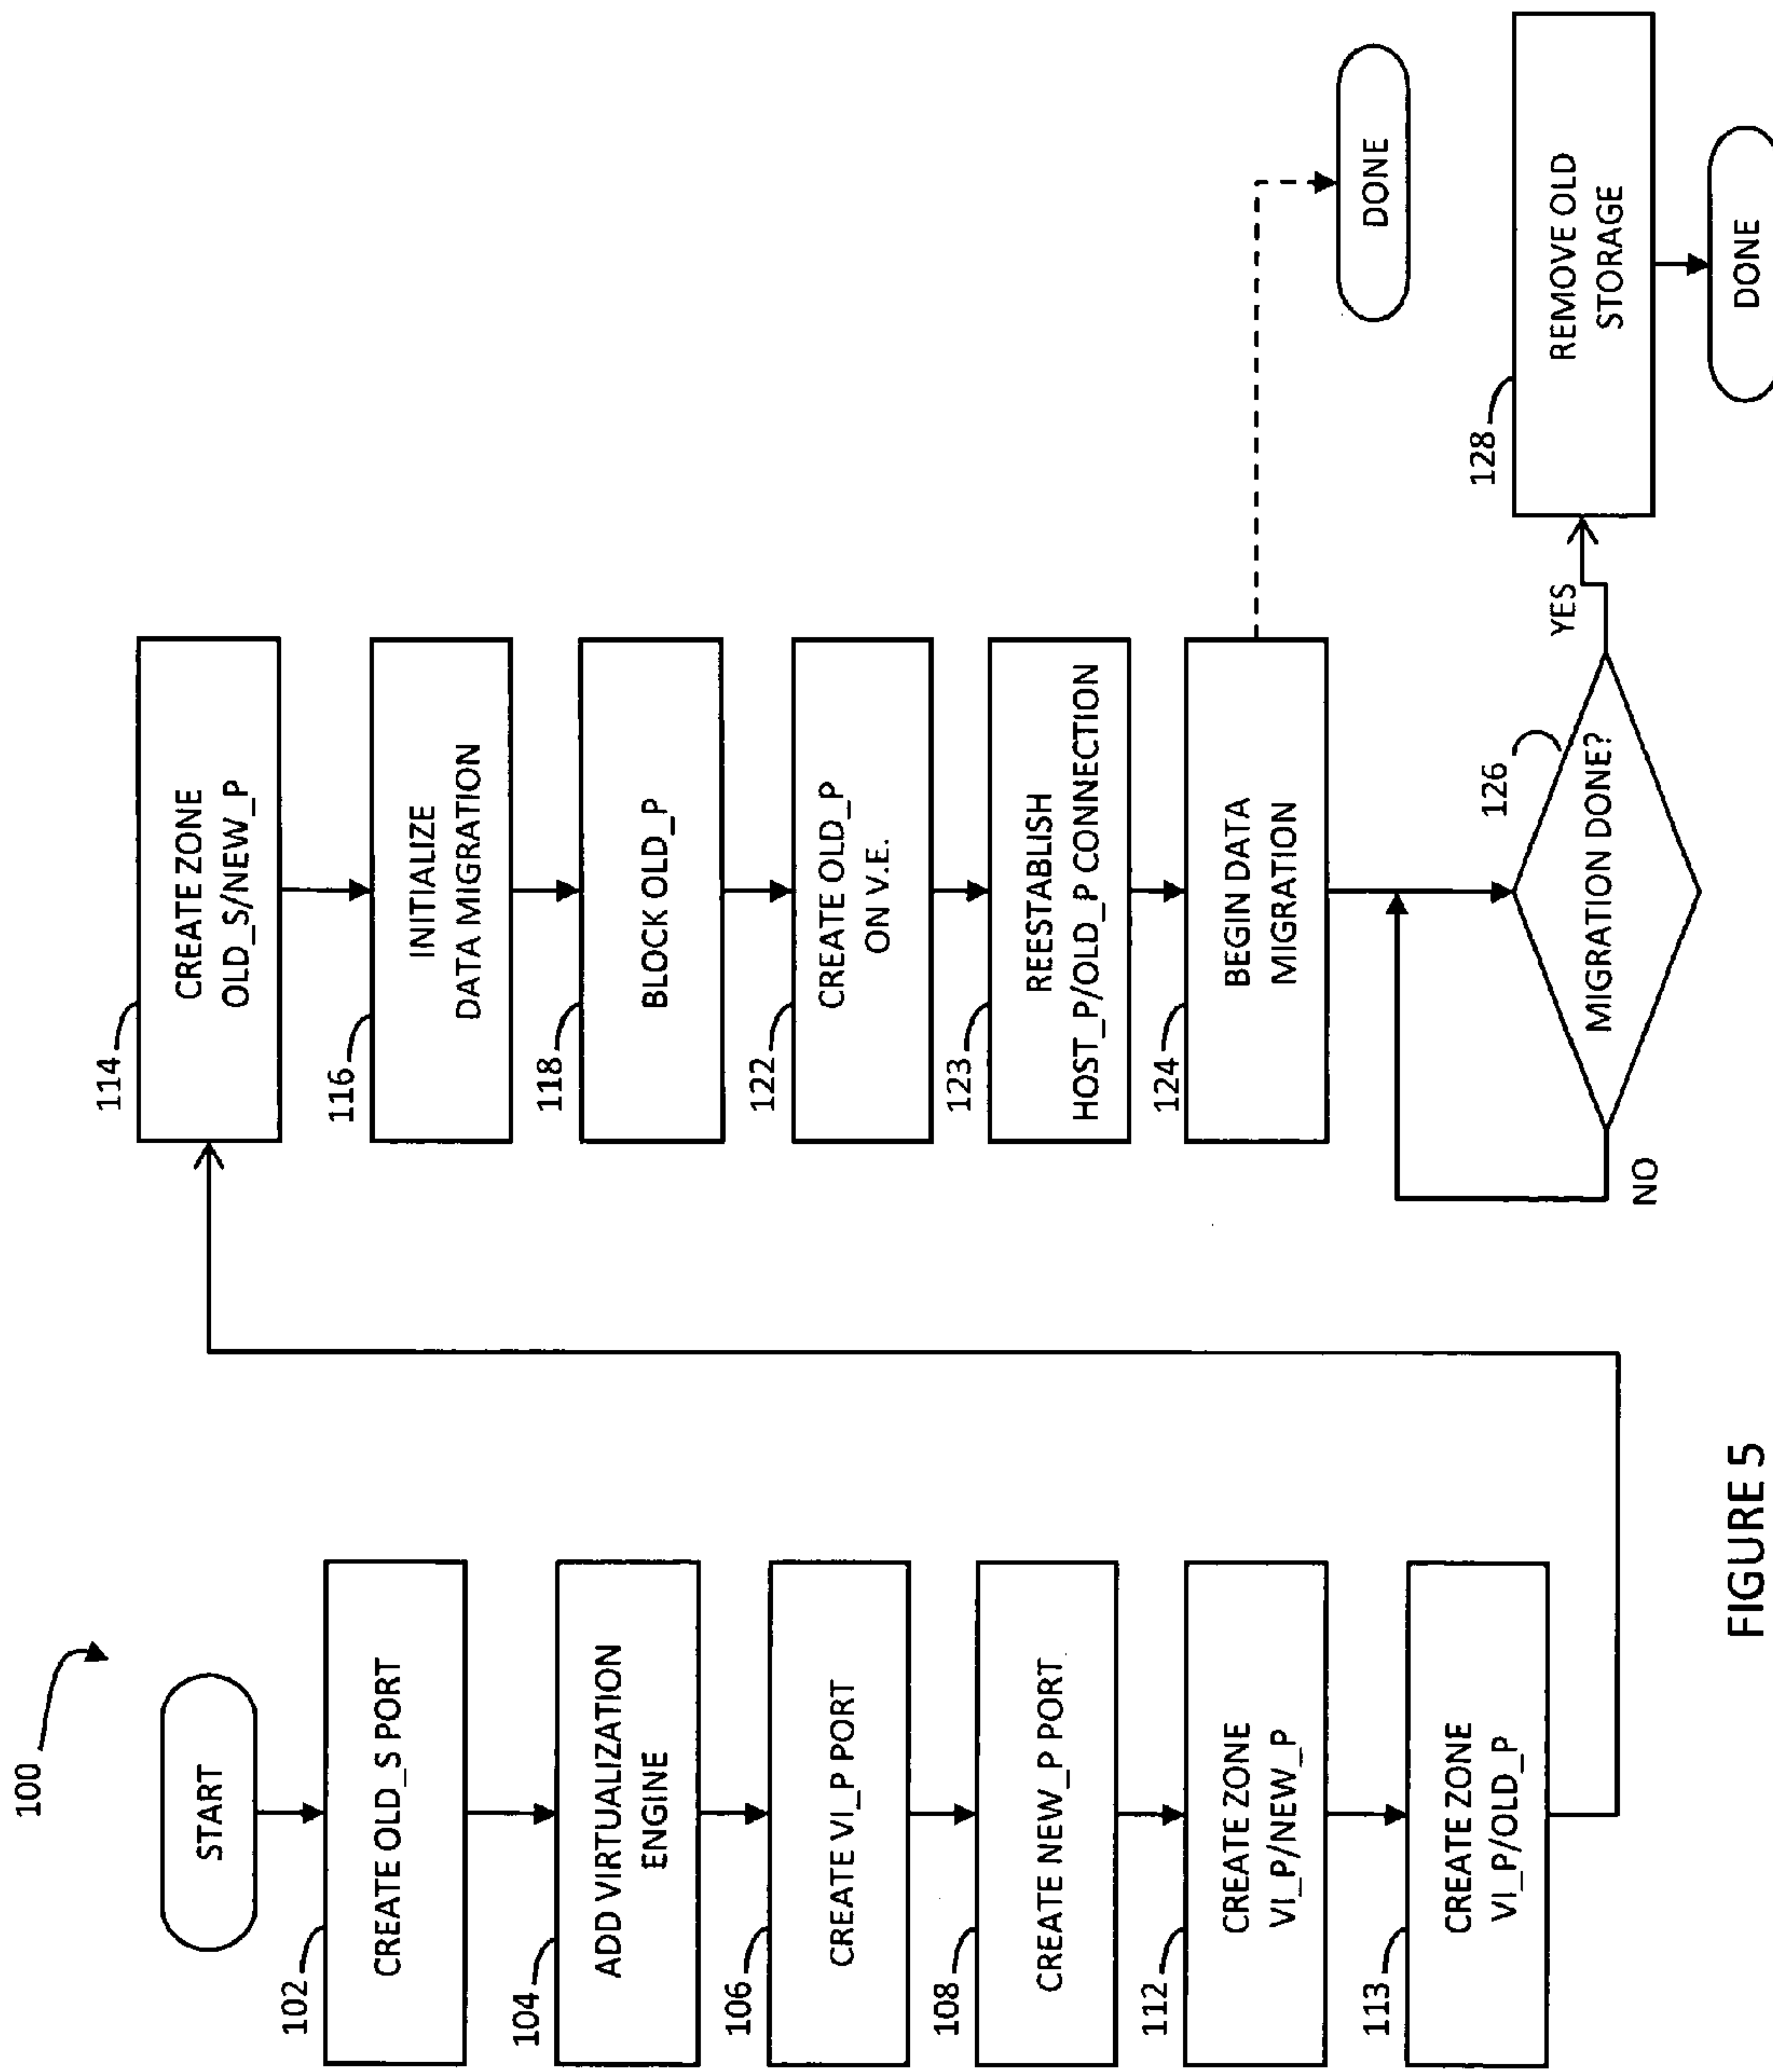 100
START
102
CREATE OLD_S PORT
104
ADD VIRTUALIZATION
ENGINE
106
CREATE VI_P PORT
108
CREATE NEW_P PORT
112
CREATE ZONE
VI_P/NEW_P
113
CREATE ZONE
VI_P/OLD_P
114
CREATE ZONE
OLD_S/NEW_P
116
INITIALIZE
DATA MIGRATION
118
BLOCK OLD_P
122
CREATE OLD_P
ON V.E.
123
REESTABLISH
HOST_P/OLD_P CONNECTION
124
BEGIN DATA
MIGRATION
DONE
126
MIGRATION DONE?
NO
YES
128
REMOVE OLD
STORAGE
DONE
FIGURE 5